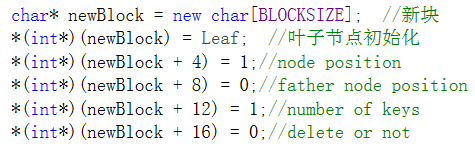 char* newBlock = new char[BLOCKSIZE];  //新块
*(int*)(newBlock) = Leaf;  //叶子节点初始化
*(int*)(newBlock + 4) = 1;//node position
*(int*)(newBlock + 8) = 0;//father node position
*(int*)(newBlock + 12) = 1;//number of keys
*(int*)(newBlock + 16) = 0;//delete or not